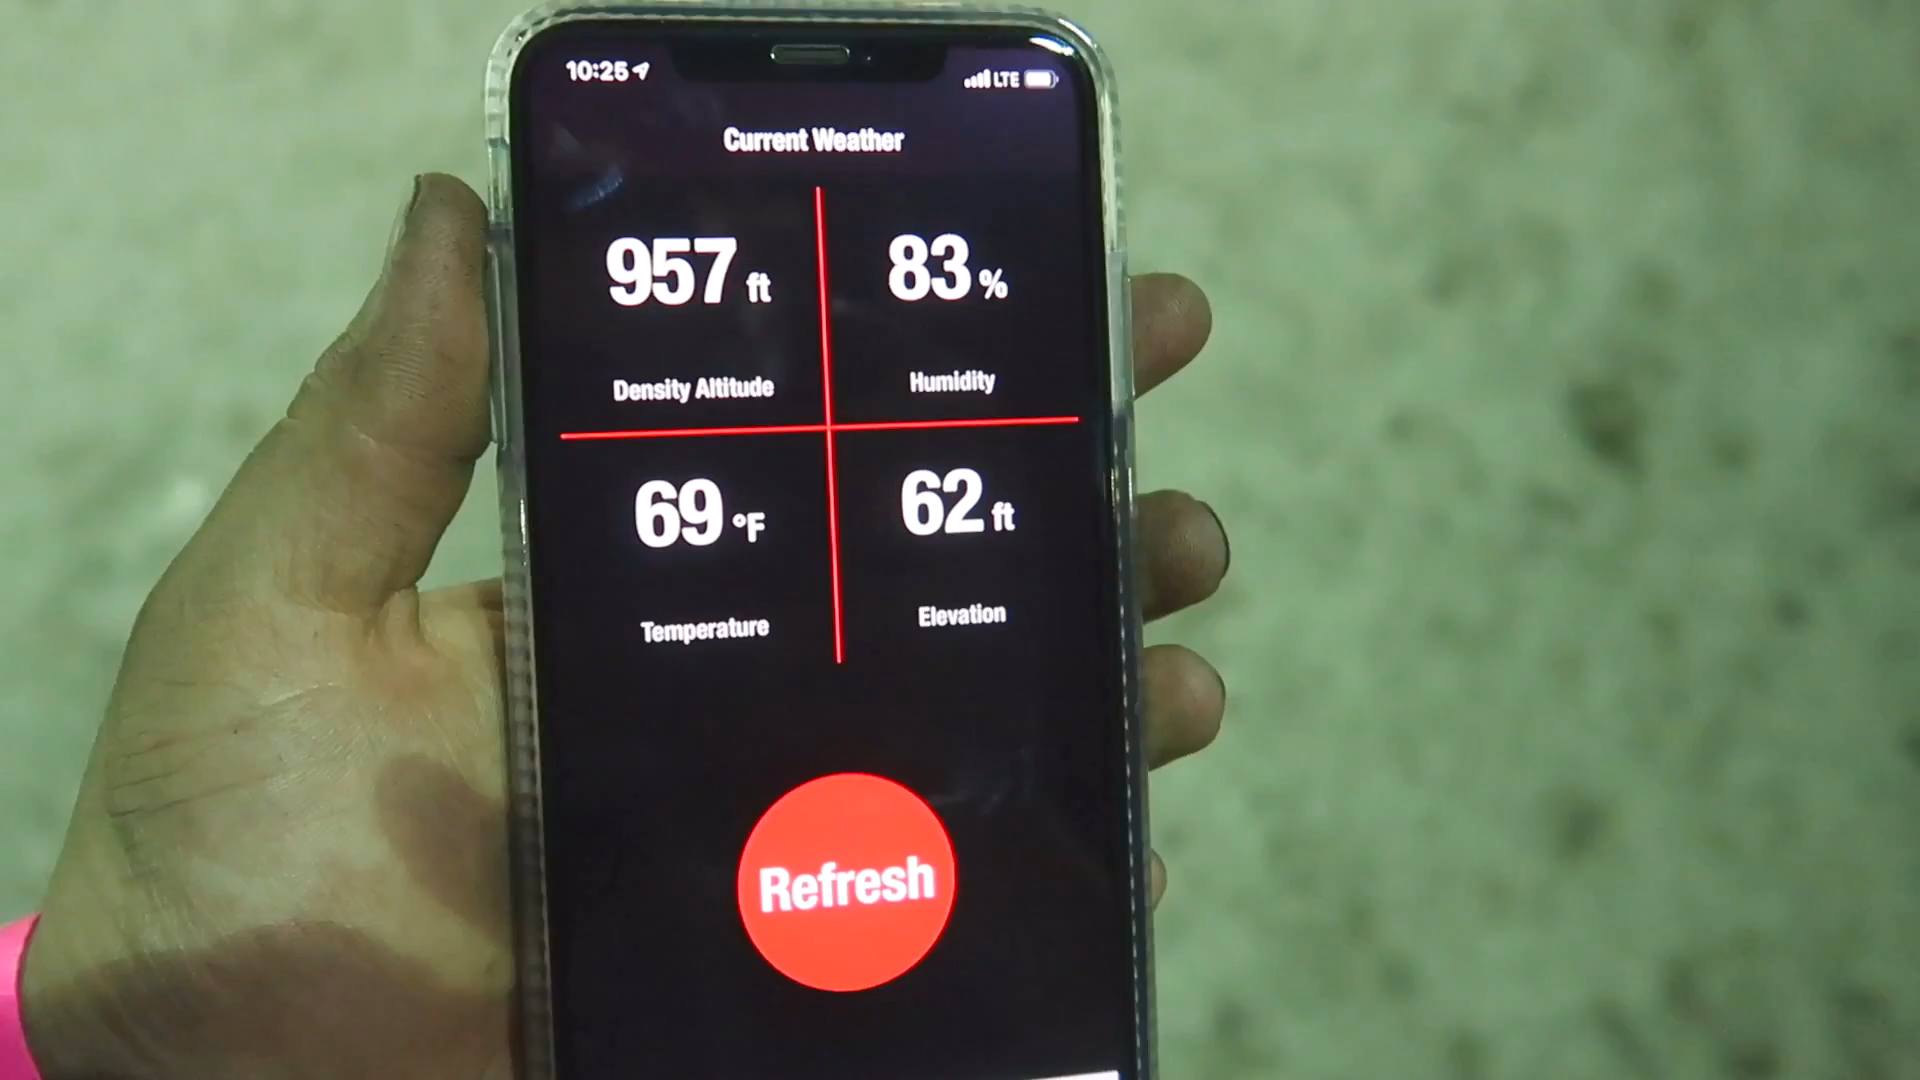 10:25
LTE
Current Weather
957 ft
83 %
Density Altitude
Humidity
69 °F
62 ft
Temperature
Elevation
Refresh